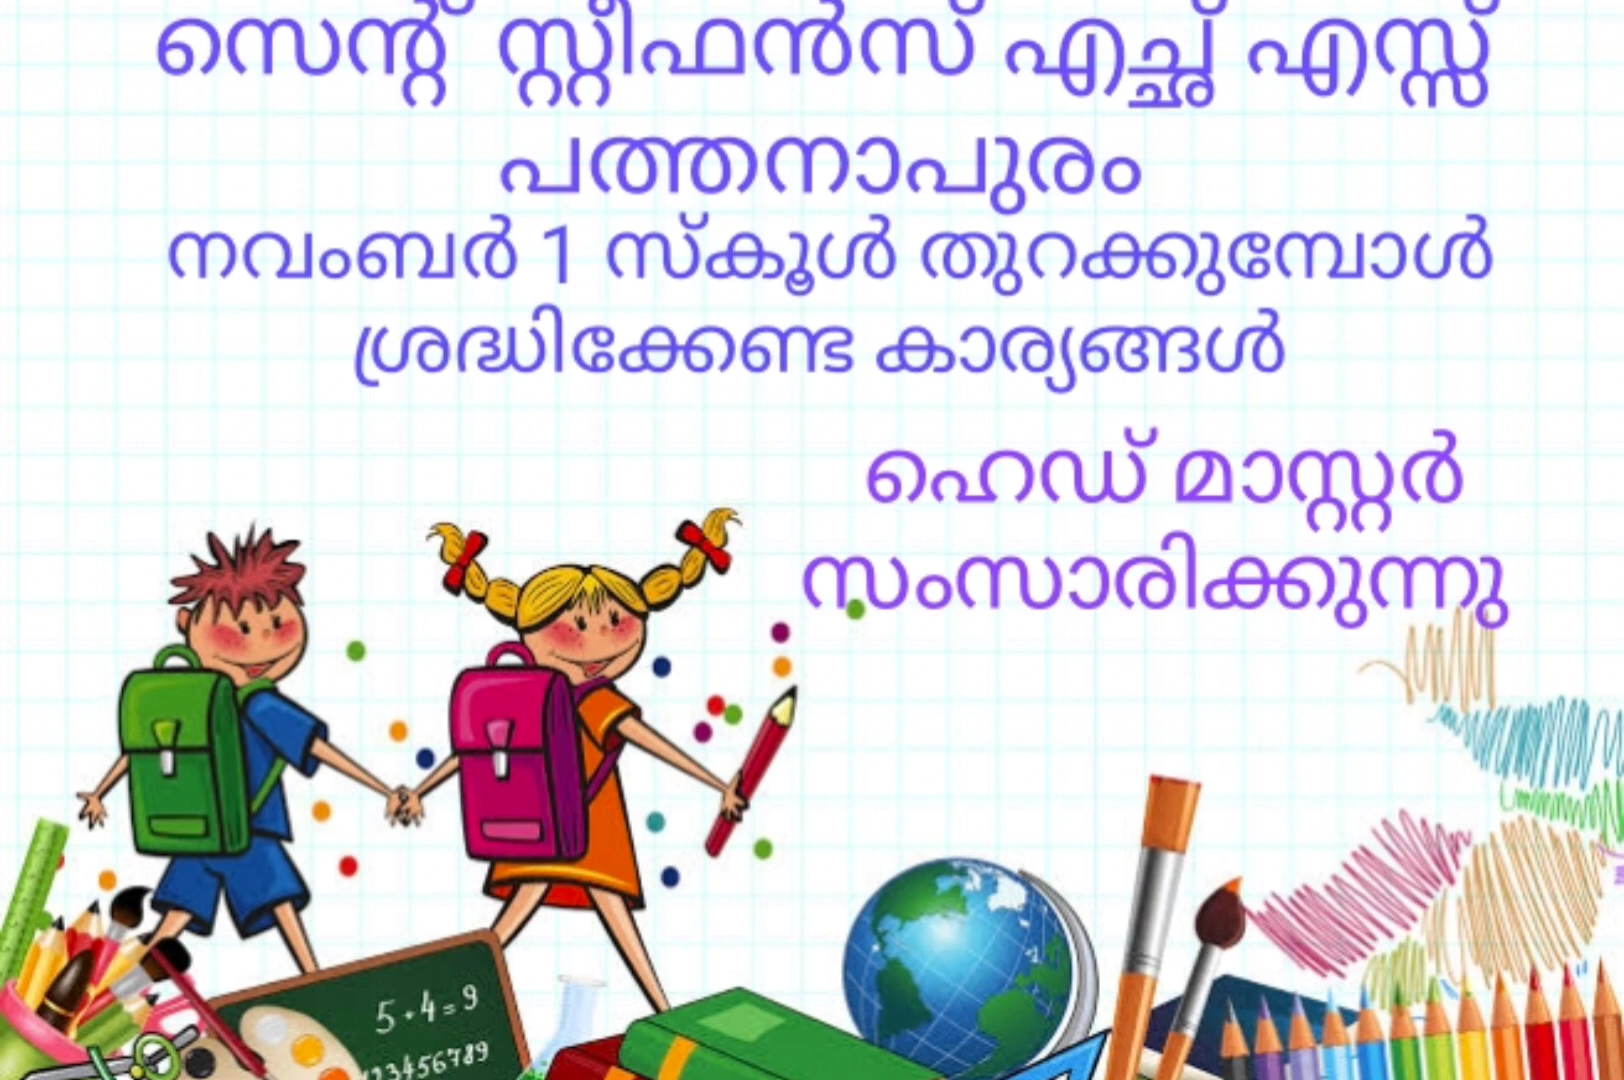 സെന്റ് സ്റ്റീഫൻസ് എച്ഛ് എസ്സ്
പത്തനാപുരം
നവംബർ 1 സ്കൂൾ തുറക്കുമ്പോൾ
ശ്രദ്ധിക്കേണ്ട കാര്യങ്ങൾ
ഹെഡ് മാസ്റ്റർ
സംസാരിക്കുന്നു
5+4=9
123456789